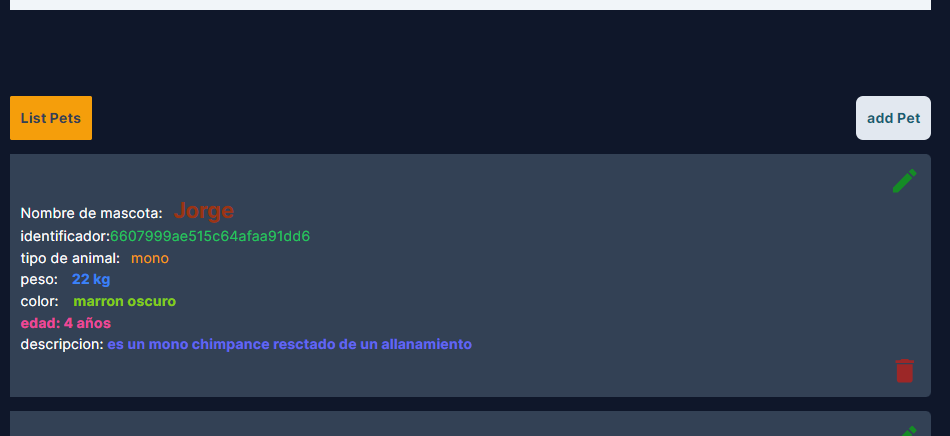 List Pets
add Pet
Nombre de mascota: Jorge
identificador:6607999ae515c64afaa91dd6
tipo de animal: mono
peso: 22 kg
color: marron oscuro
edad: 4 años
descripcion: es un mono chimpance resctado de un allanamiento